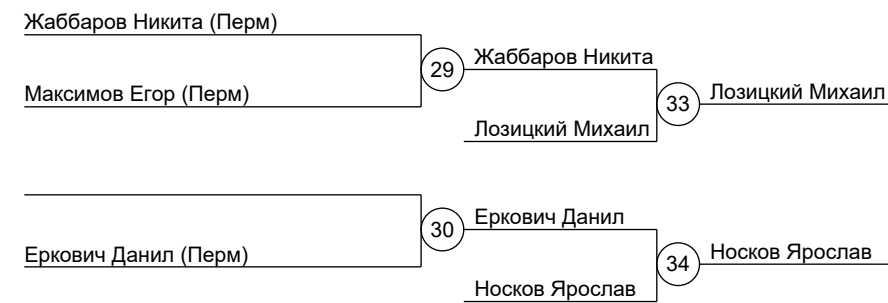 Жаббаров Никита (Перм)
29
Жаббаров Никита
Максимов Егор (Перм)
33
Лозицкий Михаил
Лозицкий Михаил
30
Еркович Данил
Еркович Данил (Перм)
34
Носков Ярослав
Носков Ярослав